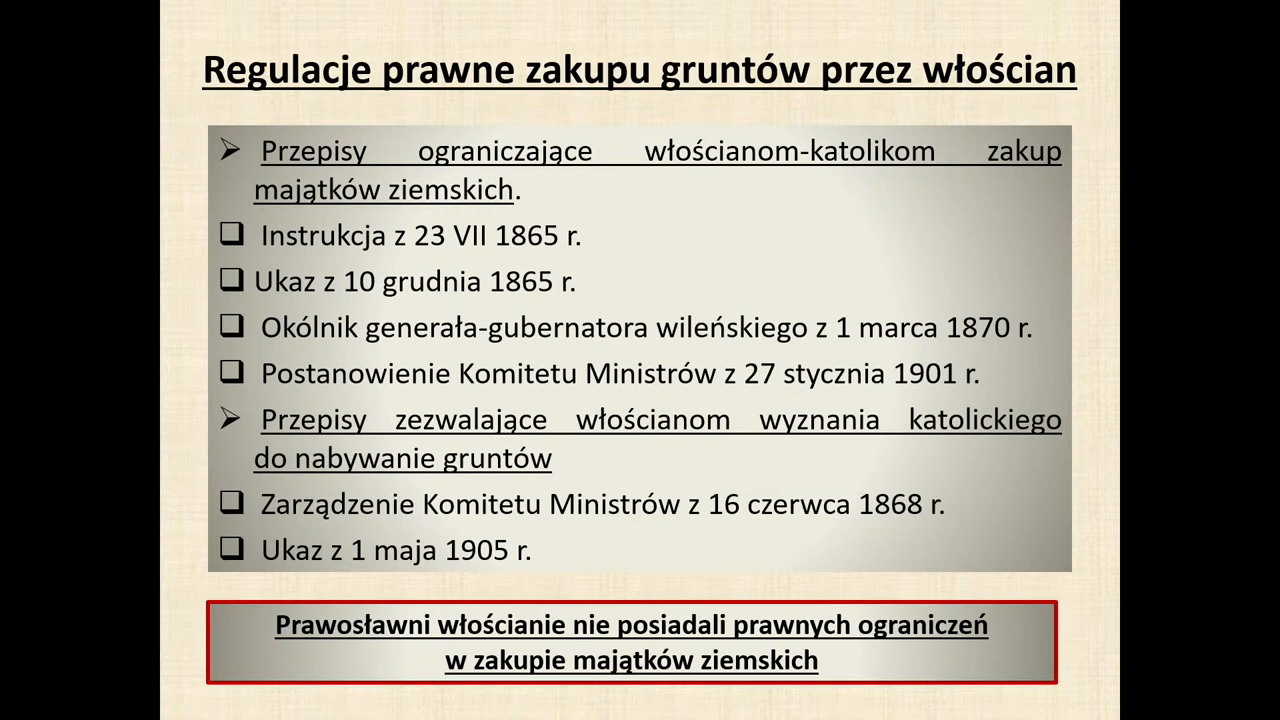 Regulacje prawne zakupu gruntów przez włościan
➢ Przepisy ograniczające włościanom-katolikom zakup
majątków ziemskich.
❑ Instrukcja z 23 VII 1865 r.
❑ Ukaz z 10 grudnia 1865 r.
❑ Okólnik generała-gubernatora wileńskiego z 1 marca 1870 r.
❑ Postanowienie Komitetu Ministrów z 27 stycznia 1901 r.
➢ Przepisy zezwalające włościanom wyznania katolickiego
do nabywanie gruntów
❑ Zarządzenie Komitetu Ministrów z 16 czerwca 1868 r.
❑ Ukaz z 1 maja 1905 r.
Prawosławni włościanie nie posiadali prawnych ograniczeń
w zakupie majątków ziemskich